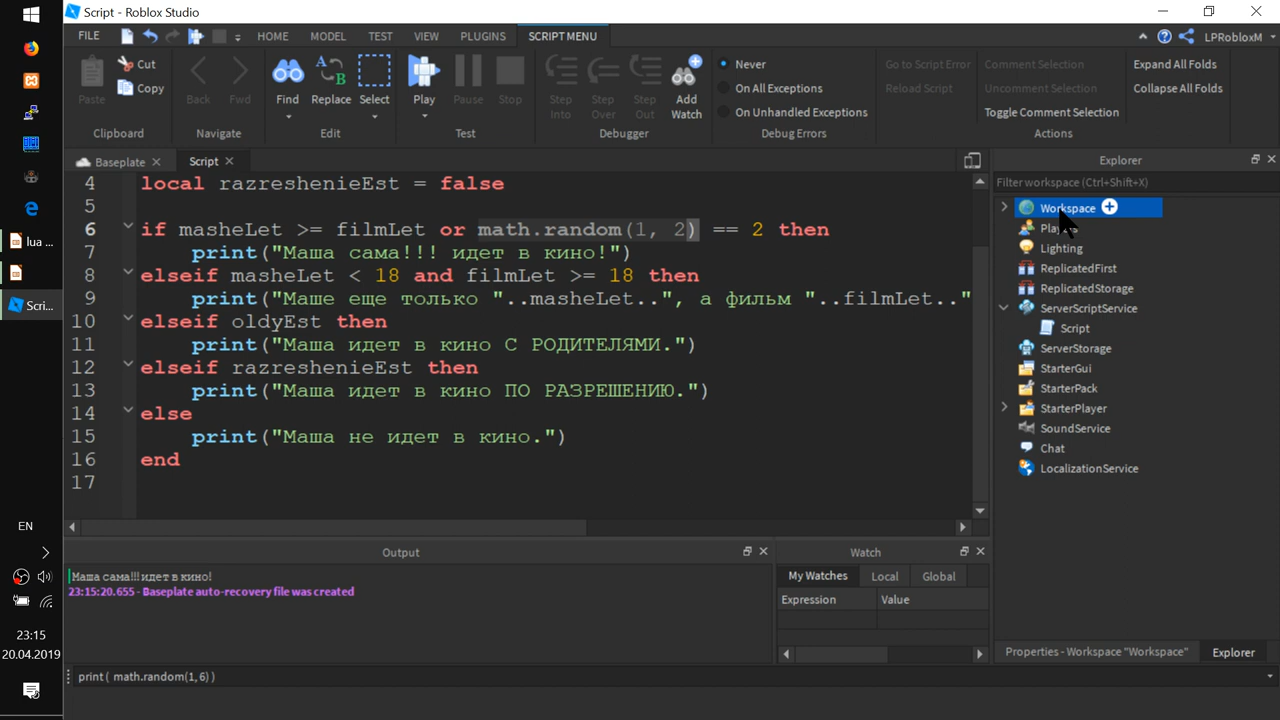 Script - Roblox Studio
FILE
HOME
MODEL
TEST
VIEW
PLUGINS
SCRIPT MENU
LPRobloxM
Paste
Cut
Copy
Clipboard
Back
Fwd
Navigate
Find
Replace
Select
Edit
Play
Pause
Stop
Test
Step Into
Step Over
Step Out
Add Watch
Debugger
Never
On All Exceptions
On Unhandled Exceptions
Debug Errors
Go to Script Error
Reload Script
Comment Selection
Uncomment Selection
Toggle Comment Selection
Expand All Folds
Collapse All Folds
Actions
Baseplate
Script
4 local razreshenieEst = false
5
6 if masheLet >= filmLet or math.random(1, 2) == 2 then
7 print("Маша сама!!! идет в кино!")
8 elseif masheLet < 18 and filmLet >= 18 then
9 print("Маше еще только "..masheLet..", а фильм "..filmLet.."
10 elseif oldyEst then
11 print("Маша идет в кино С РОДИТЕЛЯМИ.")
12 elseif razreshenieEst then
13 print("Маша идет в кино ПО РАЗРЕШЕНИЮ.")
14 else
15 print("Маша не идет в кино.")
16 end
17
Explorer
Filter workspace (Ctrl+Shift+X)
Workspace
Lighting
ReplicatedFirst
ReplicatedStorage
ServerScriptService
Script
ServerStorage
StarterGui
StarterPack
StarterPlayer
SoundService
Chat
LocalizationService
Properties - Workspace "Workspace"
Explorer
Output
Маша сама!!! идет в кино!
23:15:20.655 - Baseplate auto-recovery file was created
Watch
My Watches
Local
Global
Expression
Value
print( math.random(1,6))
lua ...
Scri...
EN
23:15
20.04.2019